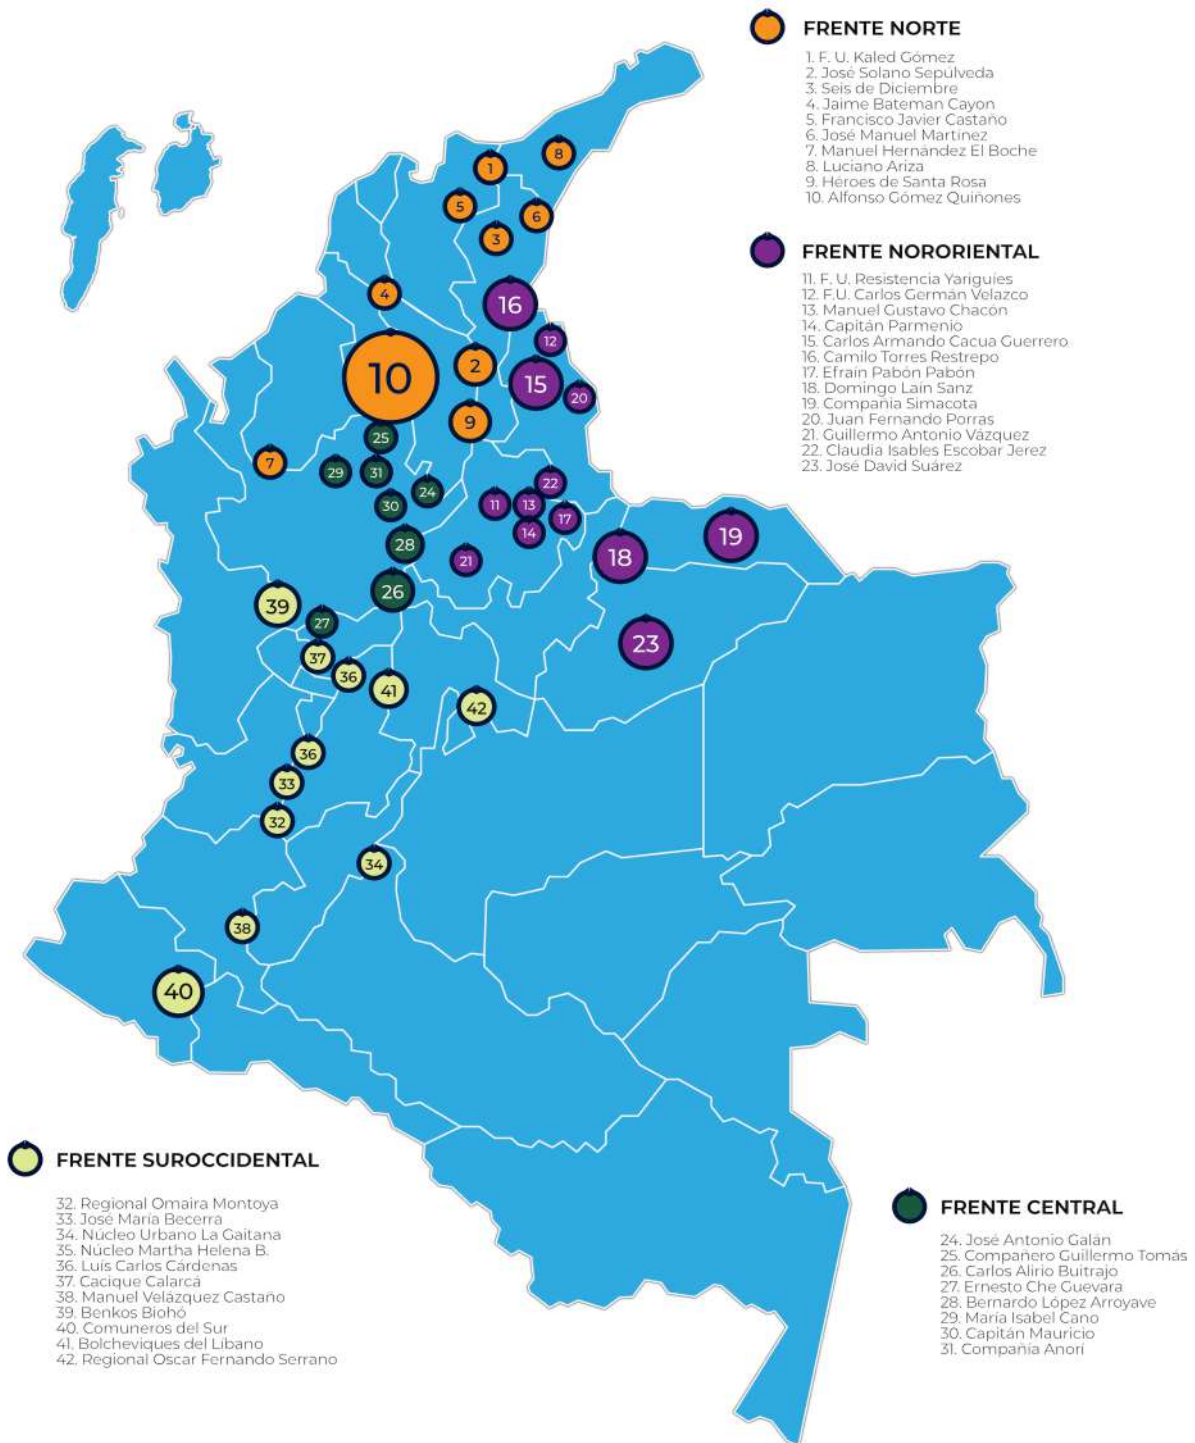 FRENTE NORTE
1. F. U. Kaled Gómez
2. José Solano Sepúlveda
3. Seis de Diciembre
4. Jaime Bateman Cayon
5. Francisco Javier Castaño
6. José Manuel Martínez
7. Manuel Hernández El Boche
8. Luciano Ariza
9. Héroes de Santa Rosa
10. Alfonso Gómez Quiñones
FRENTE NORORIENTAL
11. F. U. Resistencia Yariguíes
12. F.U. Carlos Germán Velazco
13. Manuel Gustavo Chacón
14. Capitán Parmenio
15. Carlos Armando Cacua Guerrero
16. Camilo Torres Restrepo
17. Efraín Pabón Pabón
18. Domingo Laín Sanz
19. Compañía Simacota
20. Juan Fernando Porras
21. Guillermo Antonio Vázquez
22. Claudia Isables Escobar Jerez
23. José David Suárez
8
1
5
6
3
4
16
12
2
10
15
20
9
25
7
29
31
22
24
11
13
30
17
14
19
28
18
21
26
39
27
23
37
36
41
42
36
33
32
34
38
40
FRENTE SUROCCIDENTAL
32. Regional Omaira Montoya
33. José María Becerra
34. Núcleo Urbano La Gaitana
35. Núcleo Martha Helena B.
36. Luís Carlos Cárdenas
37. Cacique Calarcá
38. Manuel Velázquez Castaño
39. Benkos Biohó
40. Comuneros del Sur
41. Bolcheviques del Líbano
42. Regional Oscar Fernando Serrano
FRENTE CENTRAL
24. José Antonio Galán
25. Compañero Guillermo Tomás
26. Carlos Alirio Buitrajo
27. Ernesto Che Guevara
28. Bernardo López Arroyave
29. María Isabel Cano
30. Capitán Mauricio
31. Compañía Anorí